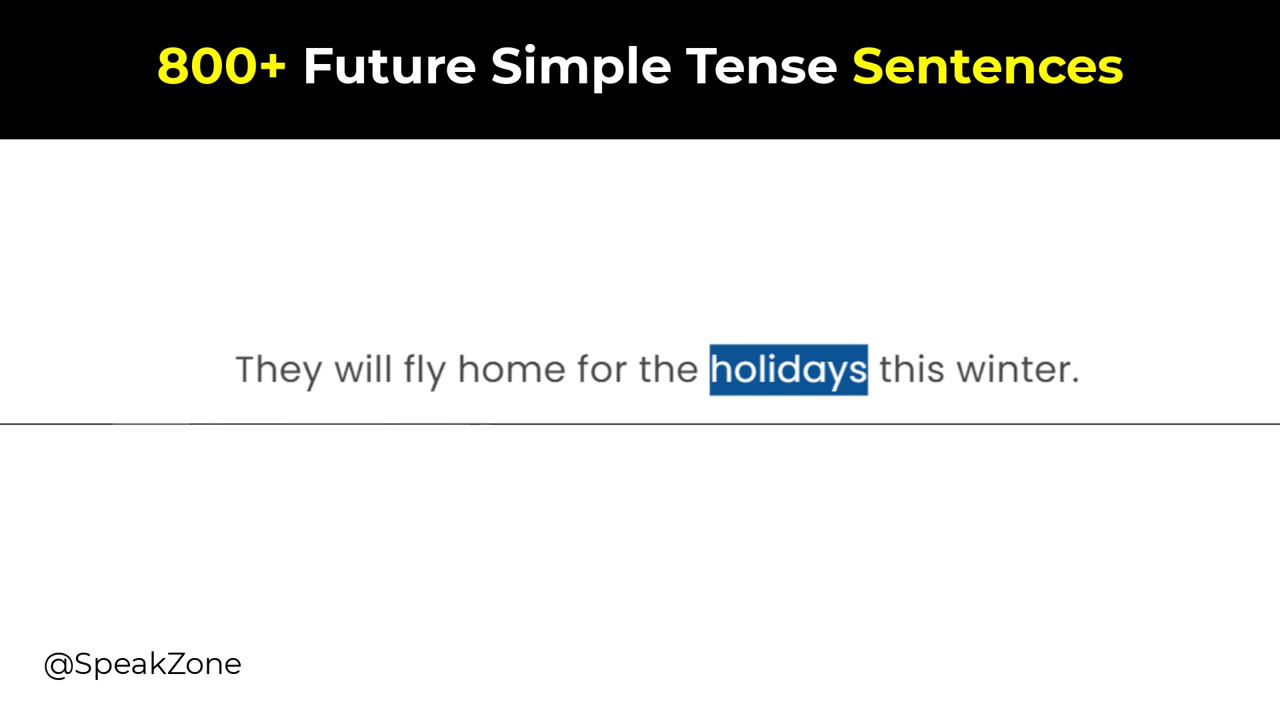 800+ Future Simple Tense Sentences
They will fly home for the holidays this winter.
@SpeakZone